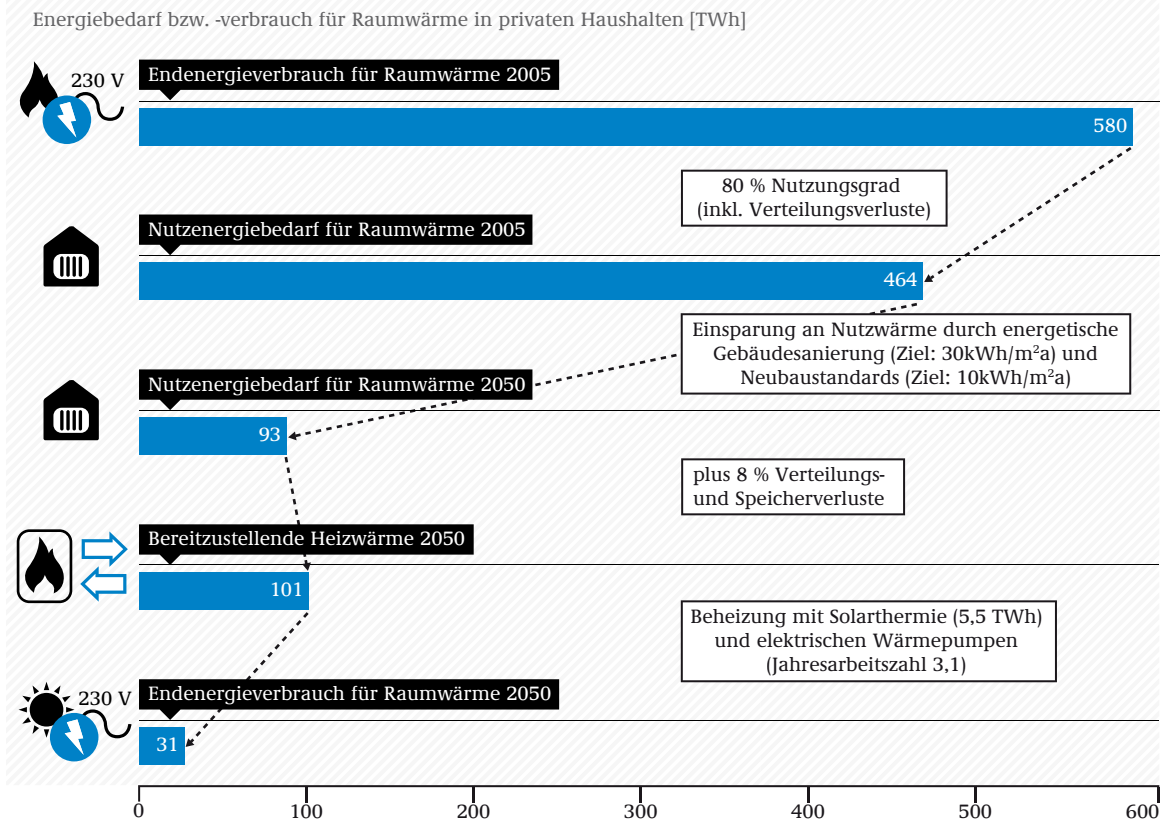 Energiebedarf bzw. -verbrauch für Raumwärme in privaten Haushalten [TWh]
230 V
Endenergieverbrauch für Raumwärme 2005
580
80 % Nutzungsgrad
(inkl. Verteilungsverluste)
Nutzenergiebedarf für Raumwärme 2005
464
Einsparung an Nutzwärme durch energetische
Gebäudesanierung (Ziel: 30kWh/m²a) und
Neubaustandards (Ziel: 10kWh/m²a)
Nutzenergiebedarf für Raumwärme 2050
93
plus 8 % Verteilungs-
und Speicherverluste
Bereitzustellende Heizwärme 2050
101
Beheizung mit Solarthermie (5,5 TWh)
und elektrischen Wärmepumpen
(Jahresarbeitszahl 3,1)
230 V
Endenergieverbrauch für Raumwärme 2050
31
0 100 200 300 400 500 600